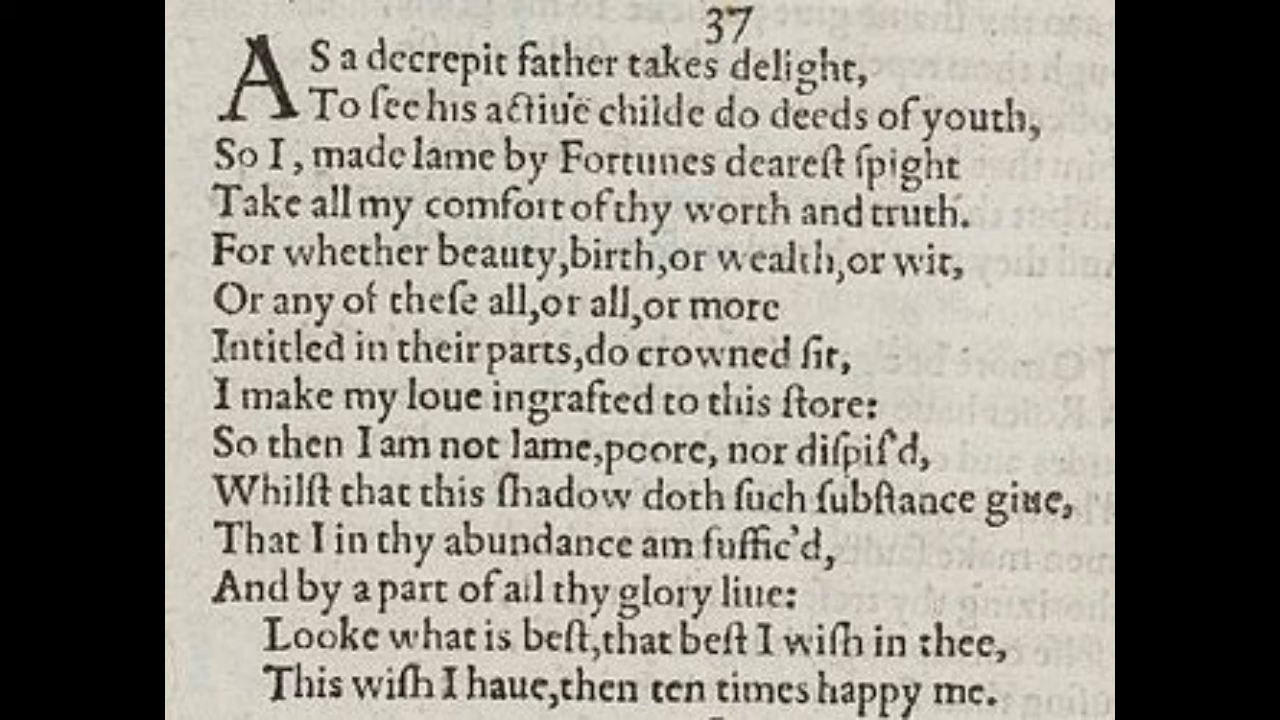 37
AS a decrepit father takes delight,
To ſee his actiue childe do deeds of youth,
So I, made lame by Fortunes deareſt ſpight
Take all my comfort of thy worth and truth.
For whether beauty,birth,or wealth,or wit,
Or any of theſe all,or all,or more
Intitled in their parts,do crowned ſit,
I make my loue ingrafted to this ſtore:
So then I am not lame,poore, nor diſpiſ'd,
Whilſt that this ſhadow doth ſuch ſubſtance giue,
That I in thy abundance am ſuffic'd,
And by a part of all thy glory liue:
Looke what is beſt,that beſt I wiſh in thee,
This wiſh I haue,then ten times happy me.